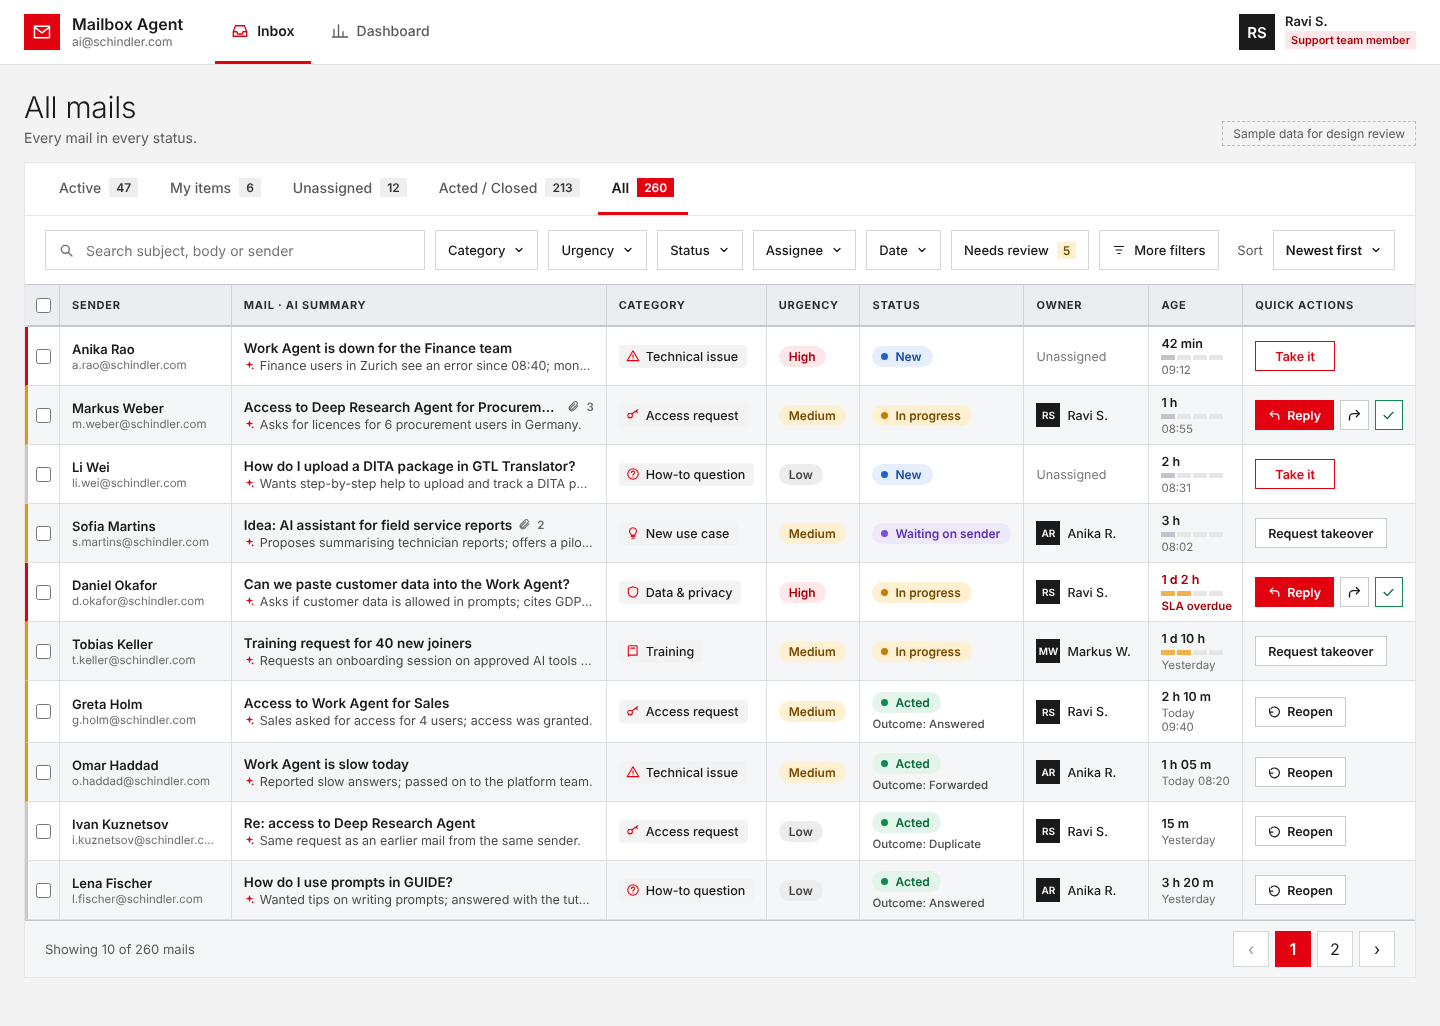 Mailbox Agent
ai@schindler.com
Inbox
Dashboard
RS
Ravi S.
Support team member
All mails
Every mail in every status.
Sample data for design review
Active 47 My items 6 Unassigned 12 Acted / Closed 213 All 260
Search subject, body or sender Category Urgency Status Assignee Date Needs review 5 More filters Sort Newest first
SENDER MAIL · AI SUMMARY CATEGORY URGENCY STATUS OWNER AGE QUICK ACTIONS
Anika Rao
a.rao@schindler.com
Work Agent is down for the Finance team
Finance users in Zurich see an error since 08:40; mon...
Technical issue
High
New
Unassigned
42 min
09:12
Take it
Markus Weber
m.weber@schindler.com
Access to Deep Research Agent for Procurem... 3
Asks for licences for 6 procurement users in Germany.
Access request
Medium
In progress
RS Ravi S.
1 h
08:55
Reply
Li Wei
li.wei@schindler.com
How do I upload a DITA package in GTL Translator?
Wants step-by-step help to upload and track a DITA p...
How-to question
Low
New
Unassigned
2 h
08:31
Take it
Sofia Martins
s.martins@schindler.com
Idea: AI assistant for field service reports 2
Proposes summarising technician reports; offers a pilo...
New use case
Medium
Waiting on sender
AR Anika R.
3 h
08:02
Request takeover
Daniel Okafor
d.okafor@schindler.com
Can we paste customer data into the Work Agent?
Asks if customer data is allowed in prompts; cites GDP...
Data & privacy
High
In progress
RS Ravi S.
1 d 2 h
SLA overdue
Reply
Tobias Keller
t.keller@schindler.com
Training request for 40 new joiners
Requests an onboarding session on approved AI tools ...
Training
Medium
In progress
MW Markus W.
1 d 10 h
Yesterday
Request takeover
Greta Holm
g.holm@schindler.com
Access to Work Agent for Sales
Sales asked for access for 4 users; access was granted.
Access request
Medium
Acted
Outcome: Answered
RS Ravi S.
2 h 10 m
Today
09:40
Reopen
Omar Haddad
o.haddad@schindler.com
Work Agent is slow today
Reported slow answers; passed on to the platform team.
Technical issue
Medium
Acted
Outcome: Forwarded
AR Anika R.
1 h 05 m
Today 08:20
Reopen
Ivan Kuznetsov
i.kuznetsov@schindler.c...
Re: access to Deep Research Agent
Same request as an earlier mail from the same sender.
Access request
Low
Acted
Outcome: Duplicate
RS Ravi S.
15 m
Yesterday
Reopen
Lena Fischer
l.fischer@schindler.com
How do I use prompts in GUIDE?
Wanted tips on writing prompts; answered with the tut...
How-to question
Low
Acted
Outcome: Answered
AR Anika R.
3 h 20 m
Yesterday
Reopen
Showing 10 of 260 mails
‹ 1 2 ›